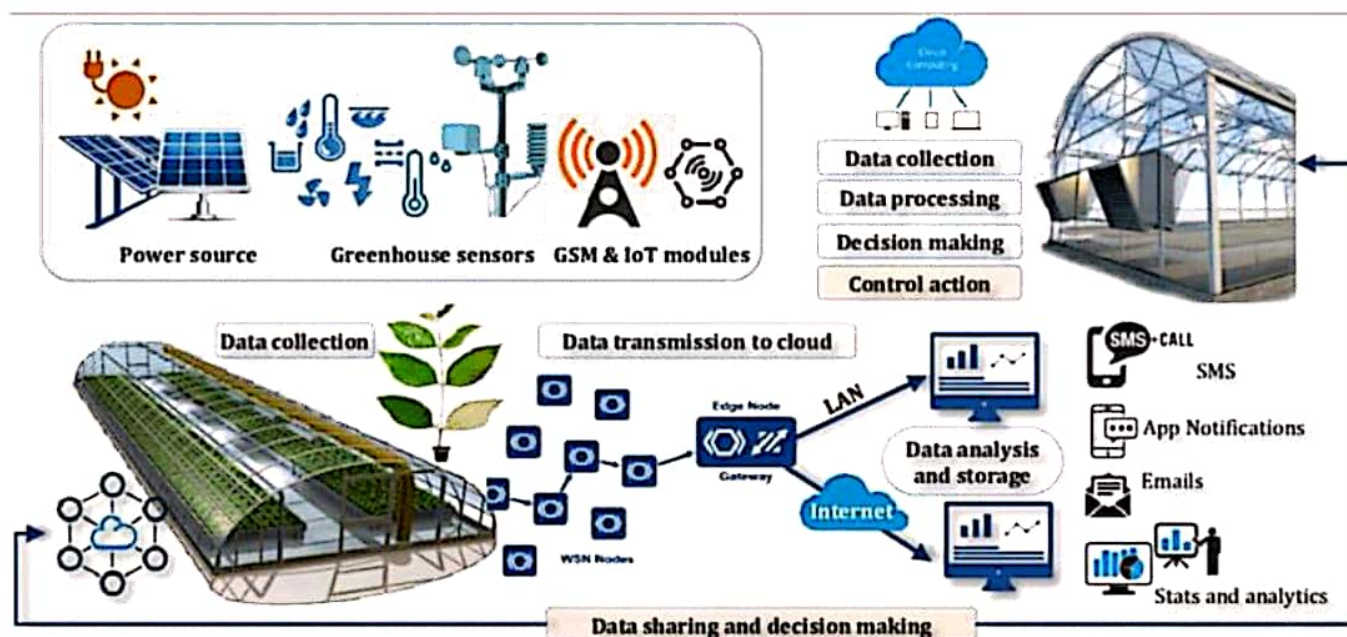 Cloud
Computing
Data collection
Data processing
Decision making
Control action
Power source
Greenhouse sensors
GSM & IoT modules
Data collection
Data transmission to cloud
Edge Node
Gateway
LAN
Internet
WSN Nodes
Data analysis
and storage
SMS+CALL
SMS
App Notifications
Emails
Stats and analytics
Data sharing and decision making